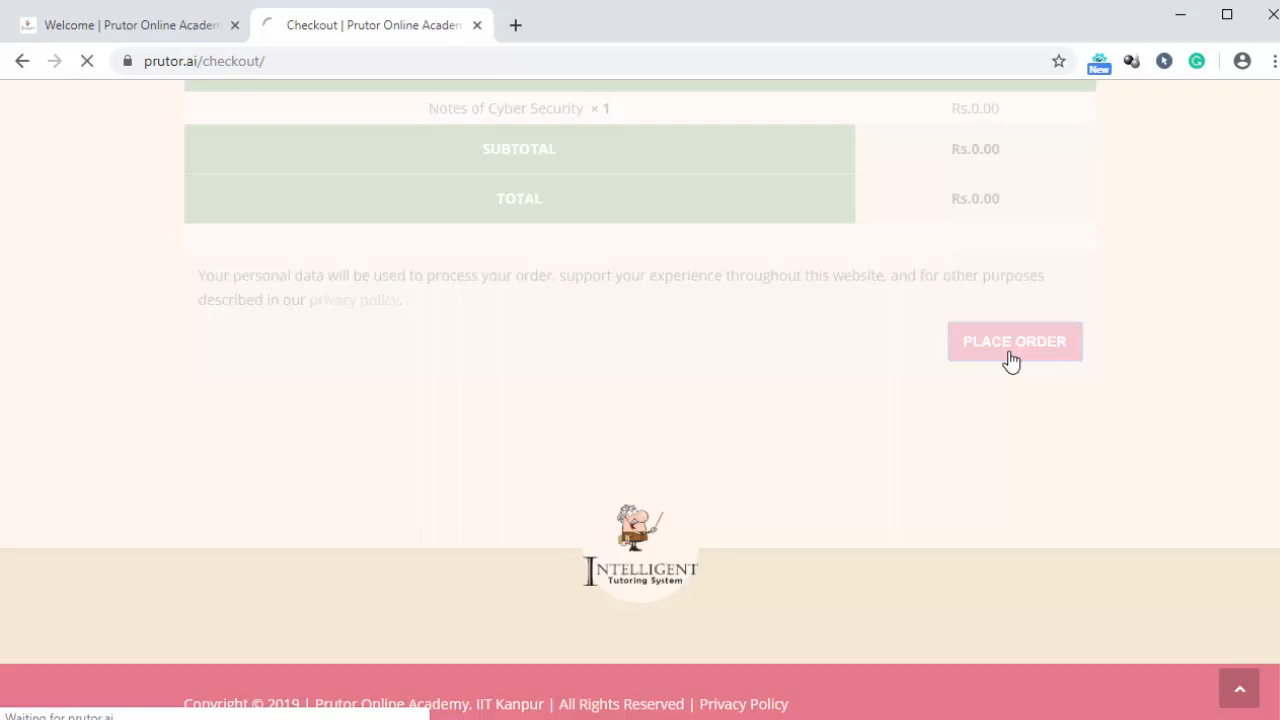 Welcome | Prutor Online Academ
Checkout | Prutor Online Academ
prutor.ai/checkout/
New
Notes of Cyber Security × 1 Rs.0.00
SUBTOTAL Rs.0.00
TOTAL Rs.0.00
Your personal data will be used to process your order, support your experience throughout this website, and for other purposes
described in our privacy policy.
PLACE ORDER
INTELLIGENT
Tutoring System
Copyright © 2019 | Prutor Online Academy, IIT Kanpur | All Rights Reserved | Privacy Policy
Waiting for prutor.ai